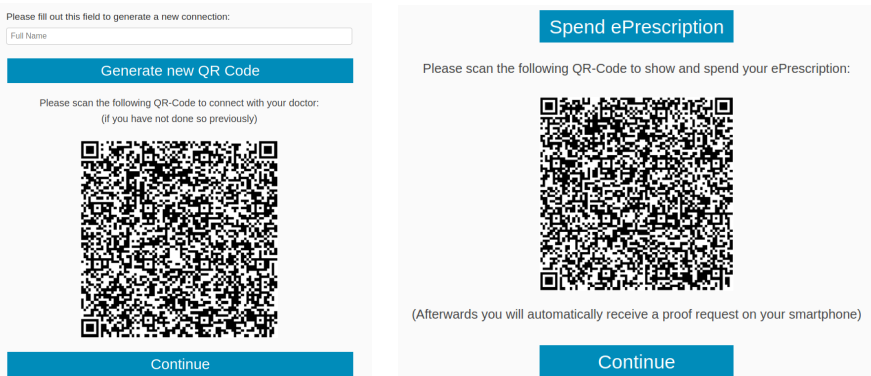 Please fill out this field to generate a new connection:
Full Name
Generate new QR Code
Please scan the following QR-Code to connect with your doctor:
(if you have not done so previously)
Continue
Spend ePrescription
Please scan the following QR-Code to show and spend your ePrescription:
(Afterwards you will automatically receive a proof request on your smartphone)
Continue